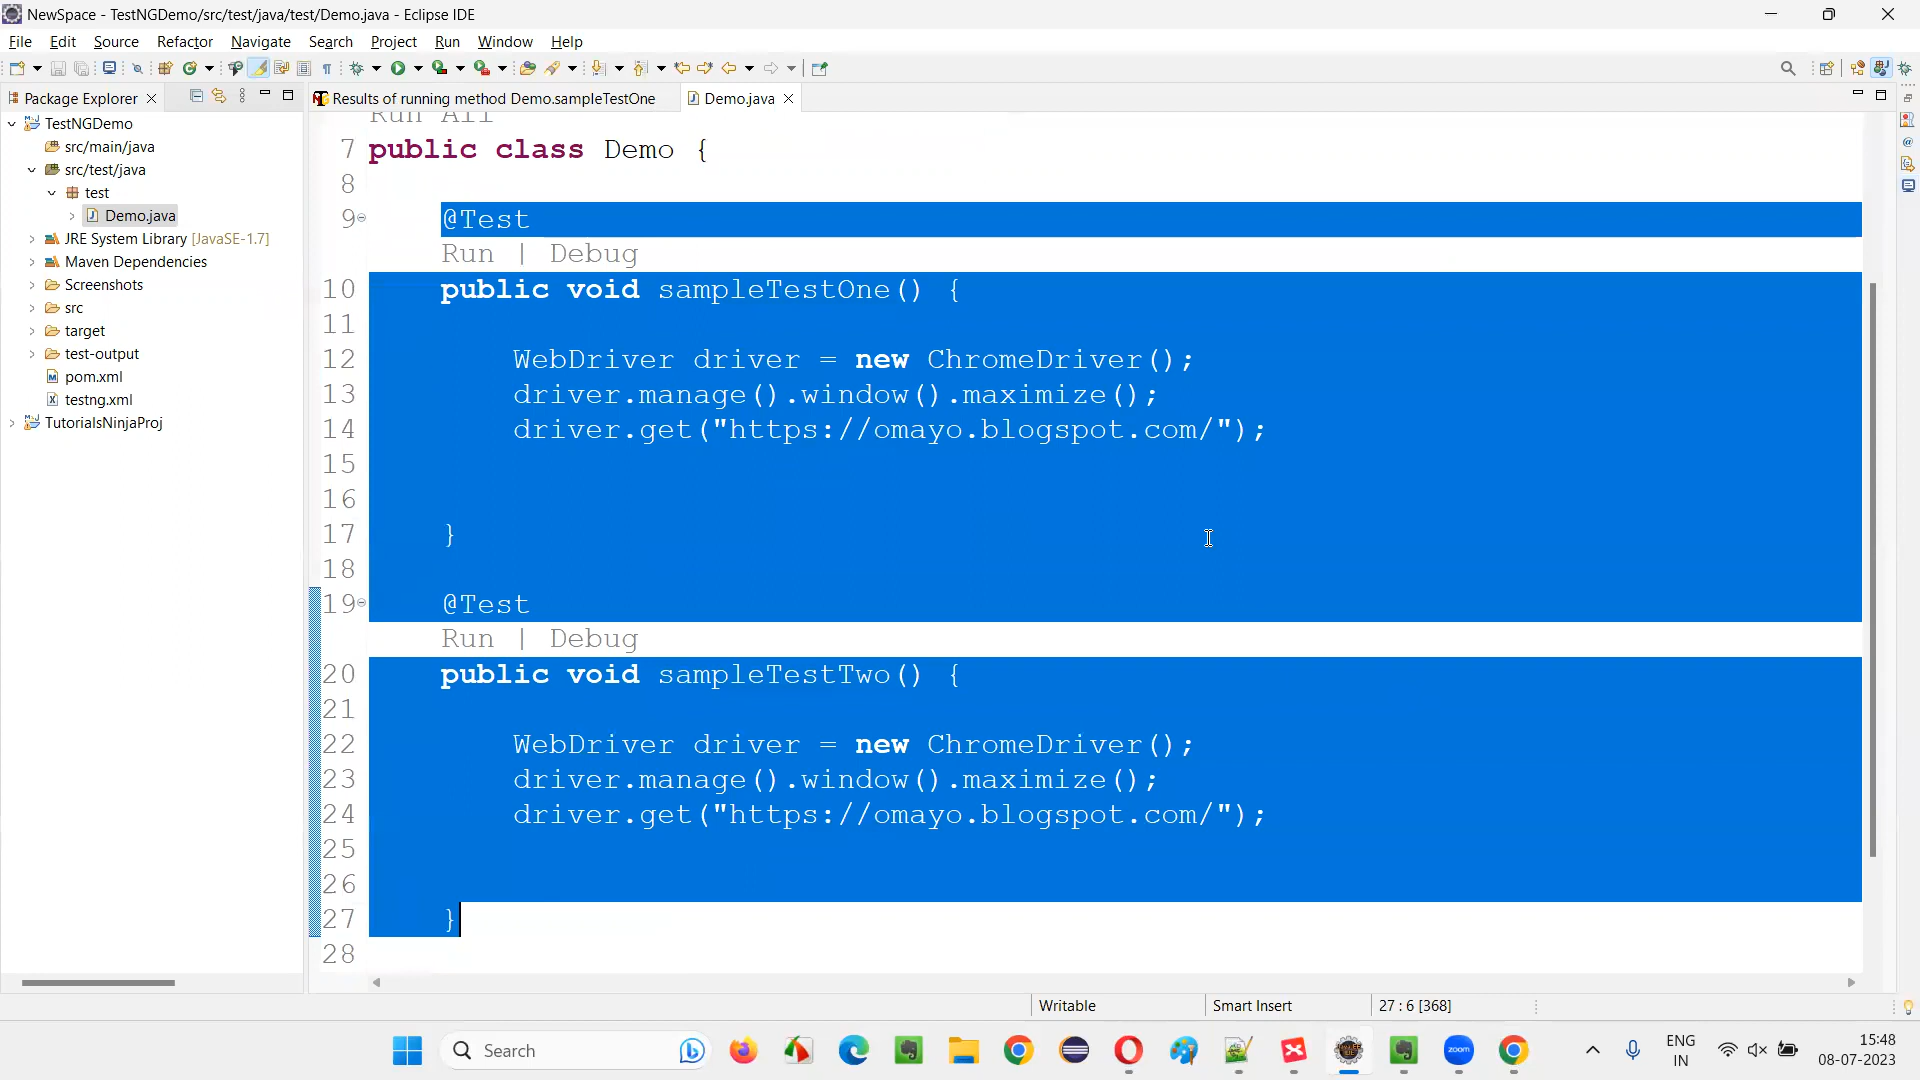 NewSpace - TestNGDemo/src/test/java/test/Demo.java - Eclipse IDE
File Edit Source Refactor Navigate Search Project Run Window Help
Package Explorer
Results of running method Demo.sampleTestOne
Demo.java
TestNGDemo
src/main/java
src/test/java
test
Demo.java
JRE System Library [JavaSE-1.7]
Maven Dependencies
Screenshots
src
target
test-output
pom.xml
testng.xml
TutorialsNinjaProj
Run All
7 public class Demo {
8
9 @Test
Run | Debug
10 public void sampleTestOne() {
11
12 WebDriver driver = new ChromeDriver();
13 driver.manage().window().maximize();
14 driver.get("https://omayo.blogspot.com/");
15
16
17 }
18
19 @Test
Run | Debug
20 public void sampleTestTwo() {
21
22 WebDriver driver = new ChromeDriver();
23 driver.manage().window().maximize();
24 driver.get("https://omayo.blogspot.com/");
25
26
27 }
28
Writable
Smart Insert
27 : 6 [368]
Search
zoom
ENG
IN
15:48
08-07-2023